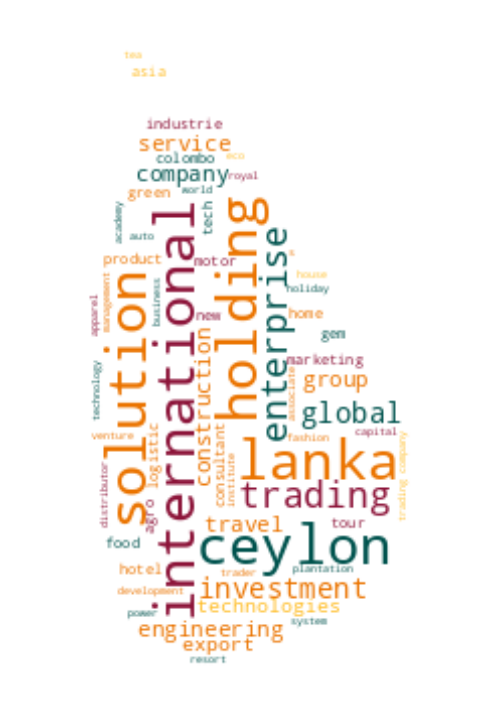 tea
asia
industrie
service
colombo
eco
company
royal
green
world
academy
tech
auto
international
holding
enterprise
product
motor
s
house
solution
management
business
holiday
apparel
new
home
gem
construction
marketing
technology
associate
group
global
venture
logistic
consultant
fashion
capital
lanka
trading company
distributor
institute
trading
agro
travel
tour
food
ceylon
hotel
trader
plantation
development
investment
technologies
power
system
engineering
export
resort